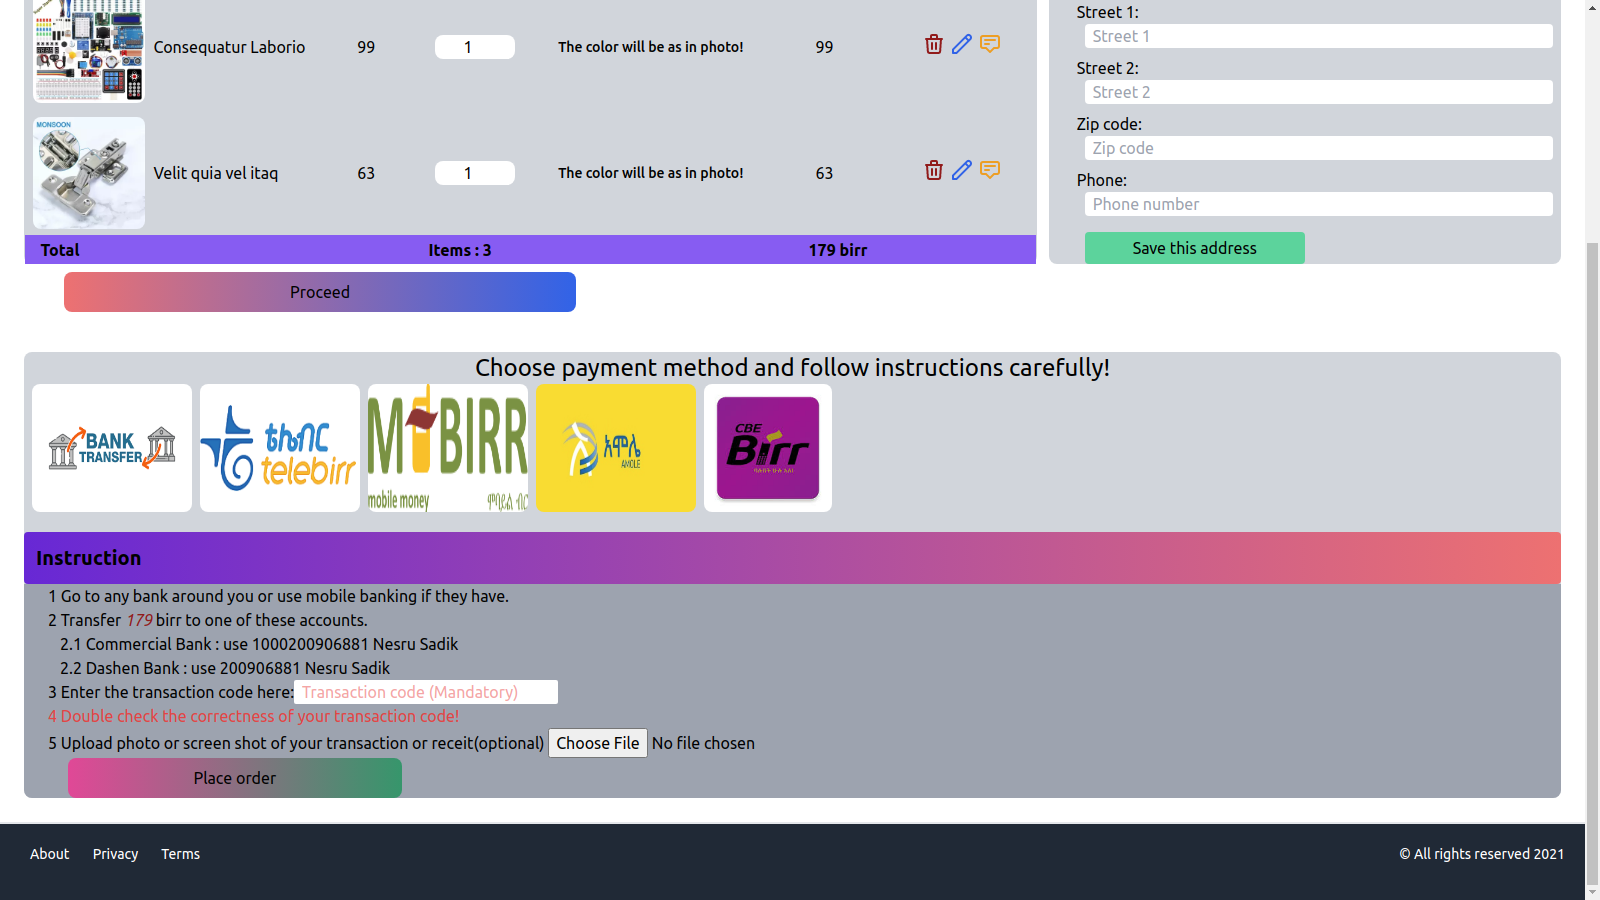 Consequatur Laborio 99 1 The color will be as in photo! 99
MONSOON
Velit quia vel itaq 63 1 The color will be as in photo! 63
Total Items : 3 179 birr
Proceed
Street 1:
Street 1
Street 2:
Street 2
Zip code:
Zip code
Phone:
Phone number
Save this address
Choose payment method and follow instructions carefully!
BANK
TRANSFER
ቴሌብር
telebirr
M BIRR
mobile money ሞባይል ብር
አሞሌ
AMOLE
CBE
Birr
Instruction
1 Go to any bank around you or use mobile banking if they have.
2 Transfer 179 birr to one of these accounts.
2.1 Commercial Bank : use 1000200906881 Nesru Sadik
2.2 Dashen Bank : use 200906881 Nesru Sadik
3 Enter the transaction code here: Transaction code (Mandatory)
4 Double check the correctness of your transaction code!
5 Upload photo or screen shot of your transaction or receit(optional) Choose File No file chosen
Place order
About Privacy Terms
© All rights reserved 2021